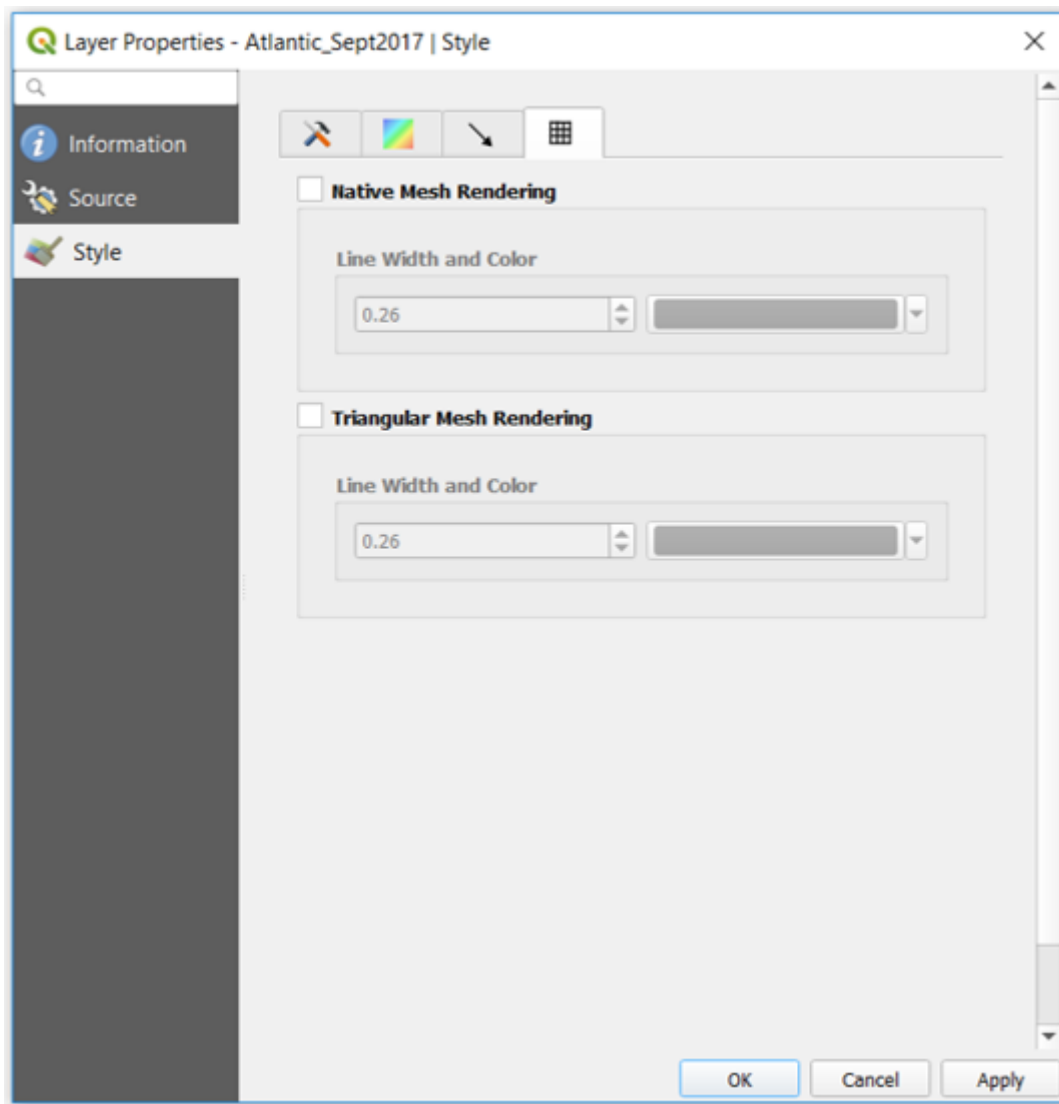 Layer Properties - Atlantic_Sept2017 | Style
Information
Source
Style
Native Mesh Rendering
Line Width and Color
0.26
Triangular Mesh Rendering
Line Width and Color
0.26
OK Cancel Apply